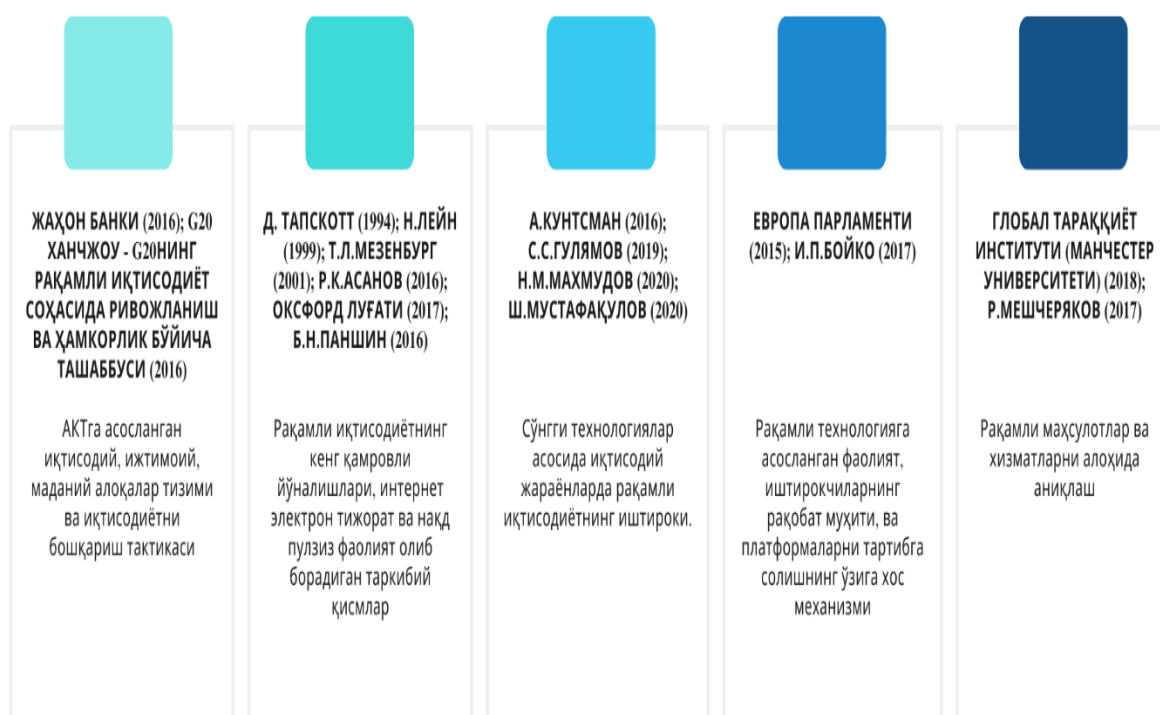 ЖАҲОН БАНКИ (2016); G20
ХАНЧЖОУ - G20НИНГ
РАҚАМЛИ ИҚТИСОДИЁТ
СОҲАСИДА РИВОЖЛАНИШ
ВА ҲАМКОРЛИК БЎЙИЧА
ТАШАББУСИ (2016)
АКТга асосланган
иқтисодий, ижтимоий,
маданий алоқалар тизими
ва иқтисодиётни
бошқариш тактикаси
Д. ТАПСКОТТ (1994); Н.ЛЕЙН
(1999); Т.Л.МЕЗЕНБУРГ
(2001); Р.К.АСАНОВ (2016);
ОКСФОРД ЛУҒАТИ (2017);
Б.Н.ПАНШИН (2016)
Рақамли иқтисодиётнинг
кенг қамровли
йўналишлари, интернет
электрон тижорат ва нақд
пулзиз фаолият олиб
борадиган таркибий
қисмлар
А.КУНТСМАН (2016);
С.С.ГУЛЯМОВ (2019);
Н.М.МАХМУДОВ (2020);
Ш.МУСТАФАҚУЛОВ (2020)
Сўнгги технологиялар
асосида иқтисодий
жараёнларда рақамли
иқтисодиётнинг иштироки.
ЕВРОПА ПАРЛАМЕНТИ
(2015); И.П.БОЙКО (2017)
Рақамли технологияга
асосланган фаолият,
иштирокчиларнинг
рақобат муҳити, ва
платформаларни тартибга
солишнинг ўзига хос
механизми
ГЛОБАЛ ТАРАҚҚИЁТ
ИНСТИТУТИ (МАНЧЕСТЕР
УНИВЕРСИТЕТИ) (2018);
Р.МЕШЧЕРЯКОВ (2017)
Рақамли маҳсулотлар ва
хизматларни алоҳида
аниқлаш